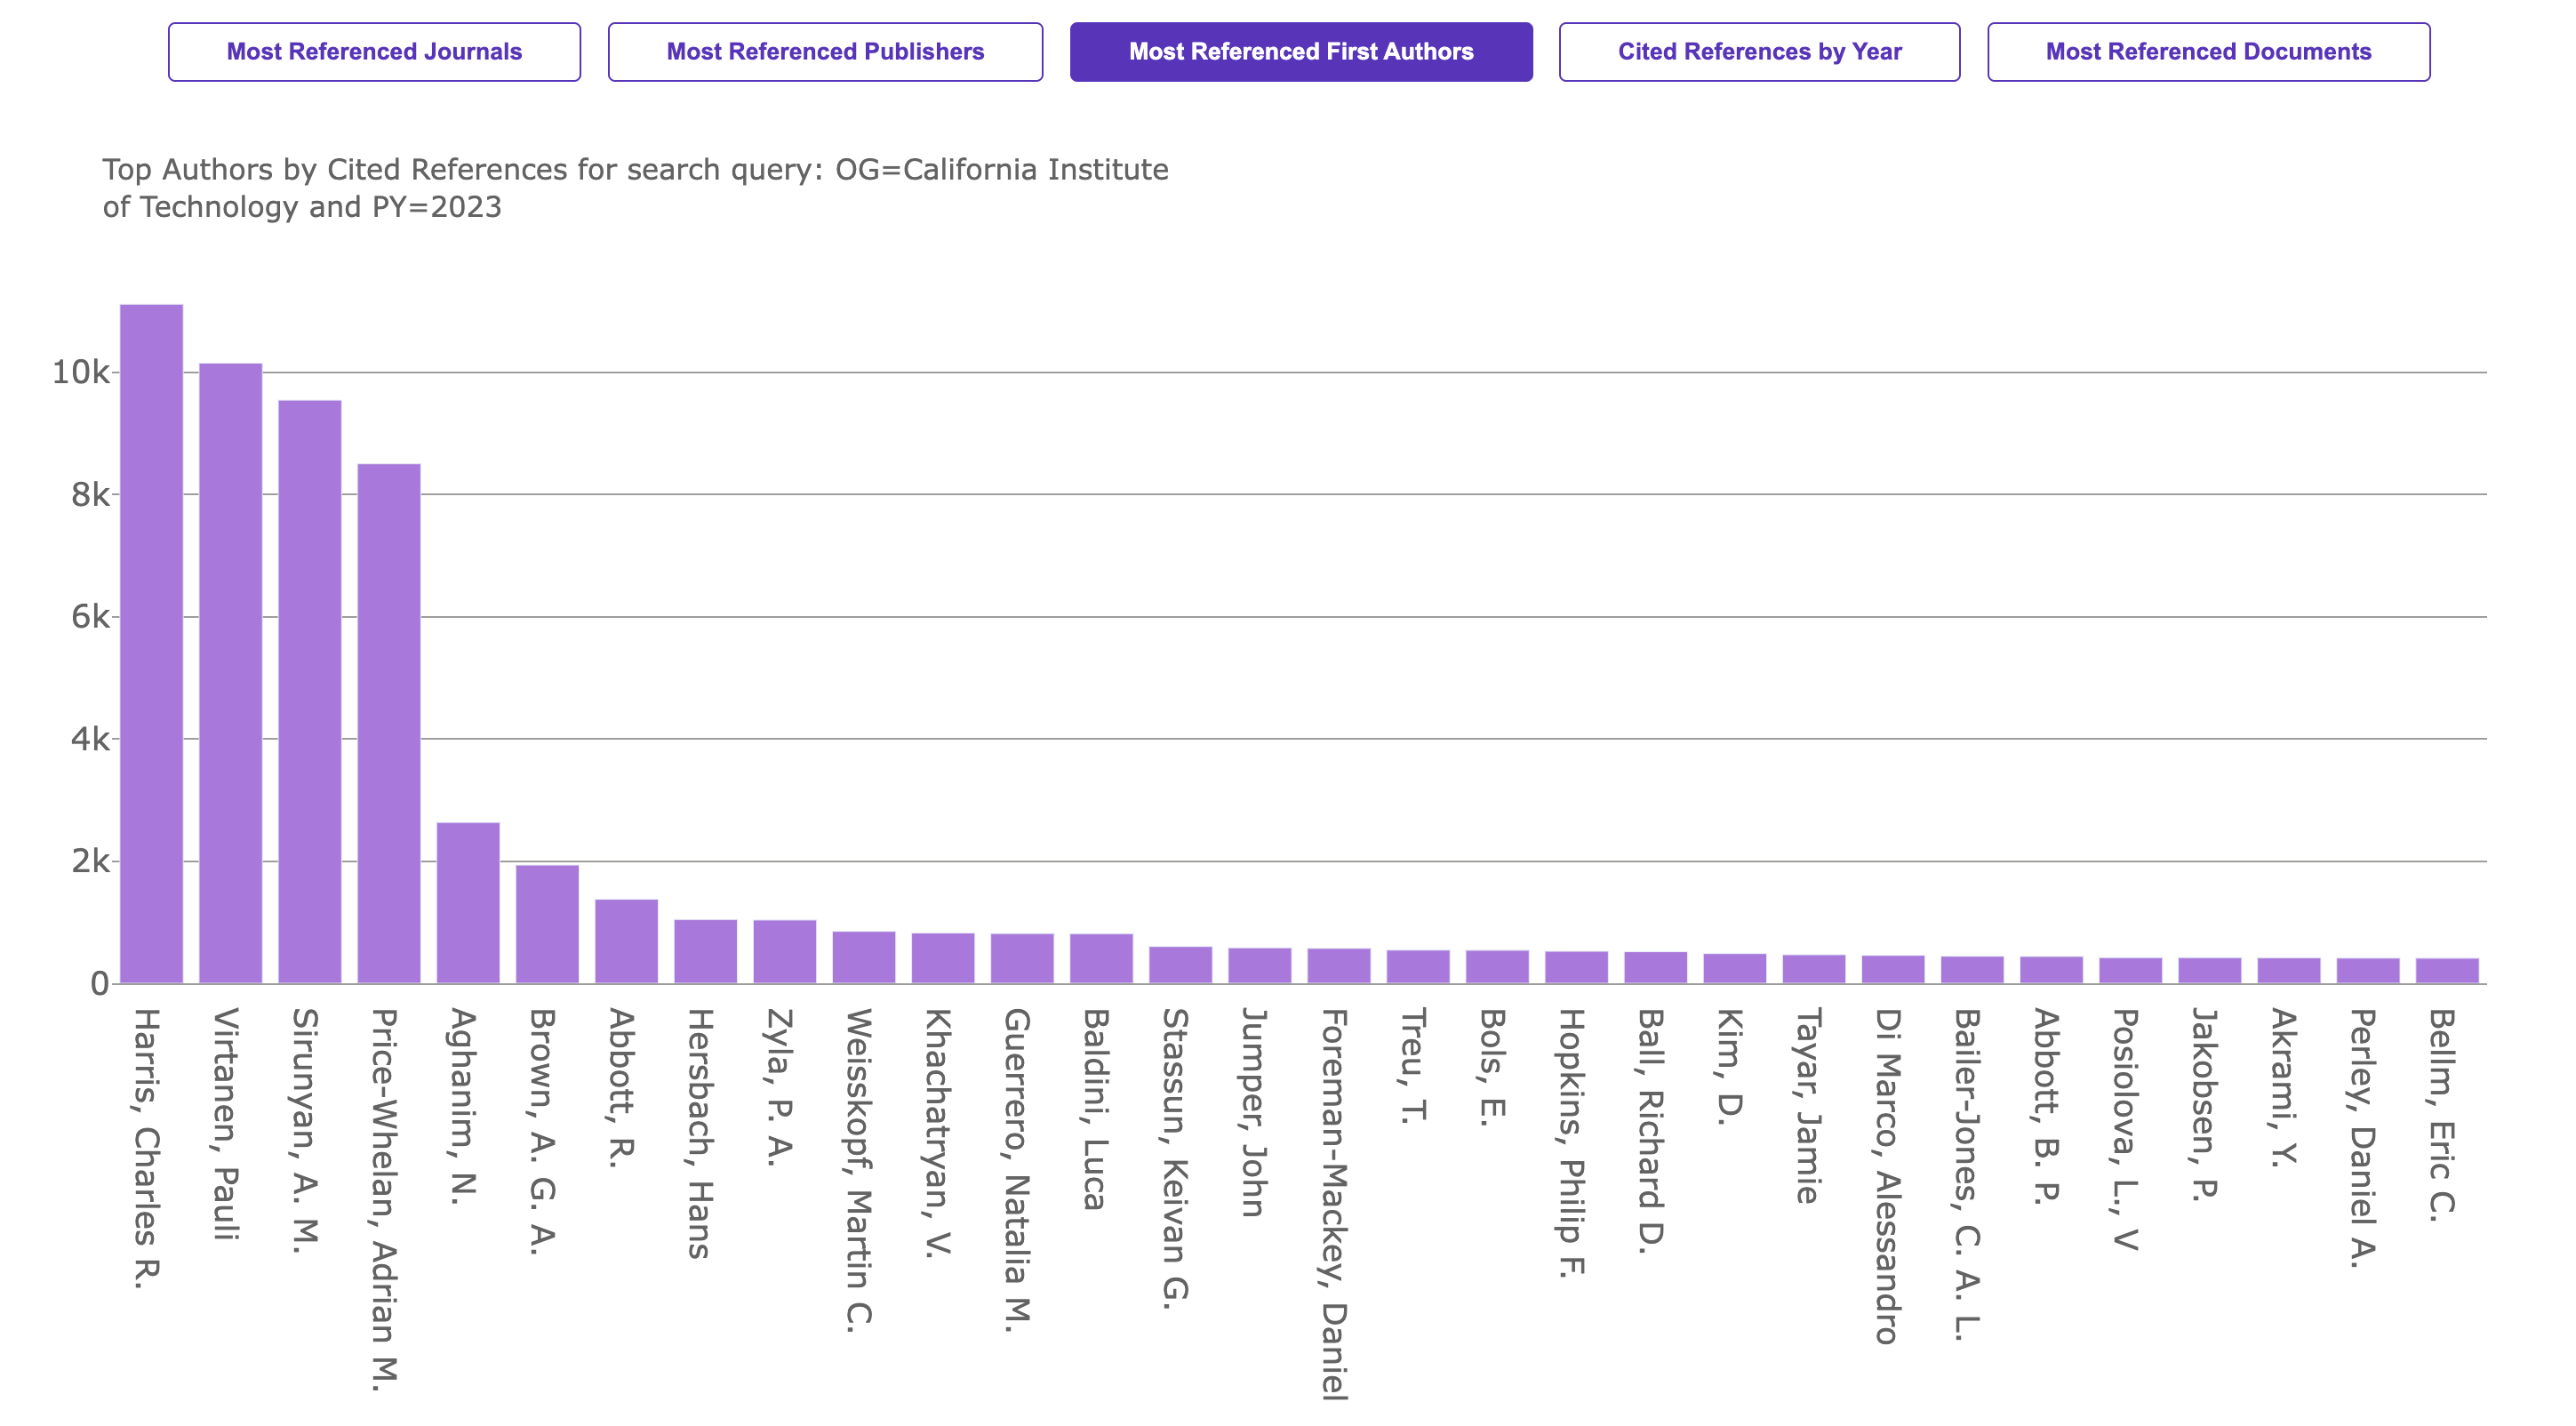 Most Referenced Journals
Most Referenced Publishers
Most Referenced First Authors
Cited References by Year
Most Referenced Documents
Top Authors by Cited References for search query: OG=California Institute
of Technology and PY=2023
10k
8k
6k
4k
2k
0
Harris, Charles R.
Virtanen, Pauli
Sirunyan, A. M.
Price-Whelan, Adrian M.
Aghanim, N.
Brown, A. G. A.
Abbott, R.
Hersbach, Hans
Zyla, P. A.
Weisskopf, Martin C.
Khachatryan, V.
Guerrero, Natalia M.
Baldini, Luca
Stassun, Keivan G.
Jumper, John
Foreman-Mackey, Daniel
Treu, T.
Bols, E.
Hopkins, Philip F.
Ball, Richard D.
Kim, D.
Tayar, Jamie
Di Marco, Alessandro
Bailer-Jones, C. A. L.
Abbott, B. P.
Posiolova, L., V
Jakobsen, P.
Akrami, Y.
Perley, Daniel A.
Bellm, Eric C.